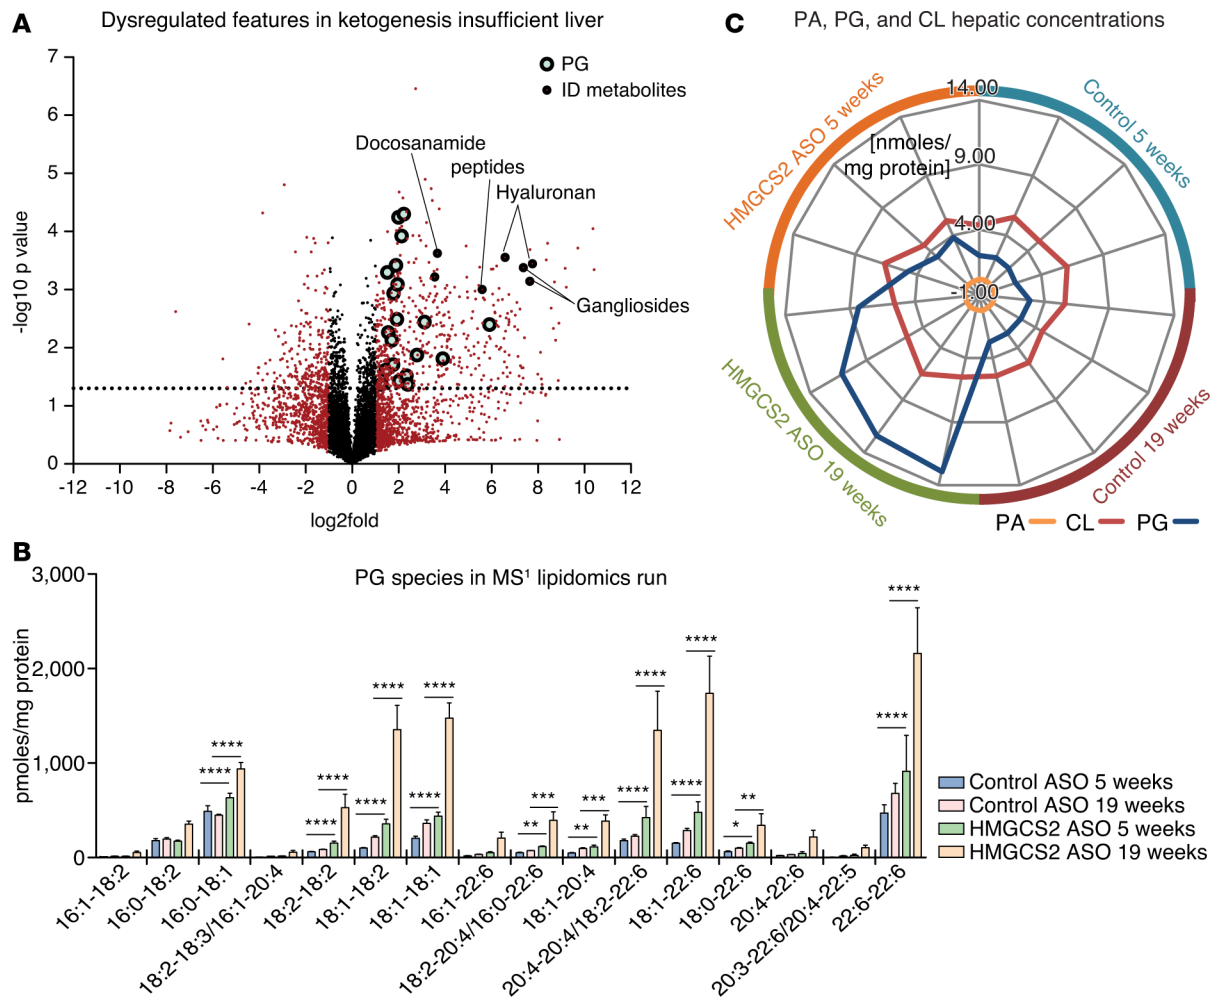 A
Dysregulated features in ketogenesis insufficient liver
7
6
5
4
3
2
1
0
-log10 p value
-12 -10 -8 -6 -4 -2 0 2 4 6 8 10 12
log2fold
PG
ID metabolites
Docosanamide
peptides
Hyaluronan
Gangliosides
C
PA, PG, and CL hepatic concentrations
14.00
9.00
4.00
-1.00
[nmoles/
mg protein]
HMGCS2 ASO 5 weeks
Control 5 weeks
HMGCS2 ASO 19 weeks
Control 19 weeks
PA CL PG
B
PG species in MS¹ lipidomics run
3,000
2,000
1,000
0
pmoles/mg protein
**** **** **** **** **** **** **** **** ** *** ** *** **** **** **** **** * ** **** ****
16:1-18:2
16:0-18:2
16:0-18:1
18:2-18:3/16:1-20:4
18:2-18:2
18:1-18:2
18:1-18:1
16:1-22:6
18:2-20:4/16:0-22:6
18:1-20:4
20:4-20:4/18:2-22:6
18:1-22:6
18:0-22:6
20:4-22:6
20:3-22:6/20:4-22:5
22:6-22:6
Control ASO 5 weeks
Control ASO 19 weeks
HMGCS2 ASO 5 weeks
HMGCS2 ASO 19 weeks